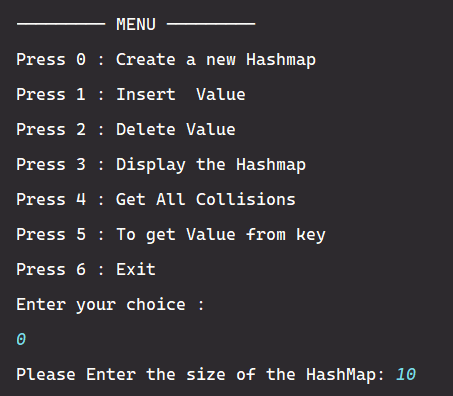 --------- MENU ---------
Press 0 : Create a new Hashmap
Press 1 : Insert  Value
Press 2 : Delete Value
Press 3 : Display the Hashmap
Press 4 : Get All Collisions
Press 5 : To get Value from key
Press 6 : Exit
Enter your choice :
0
Please Enter the size of the HashMap: 10